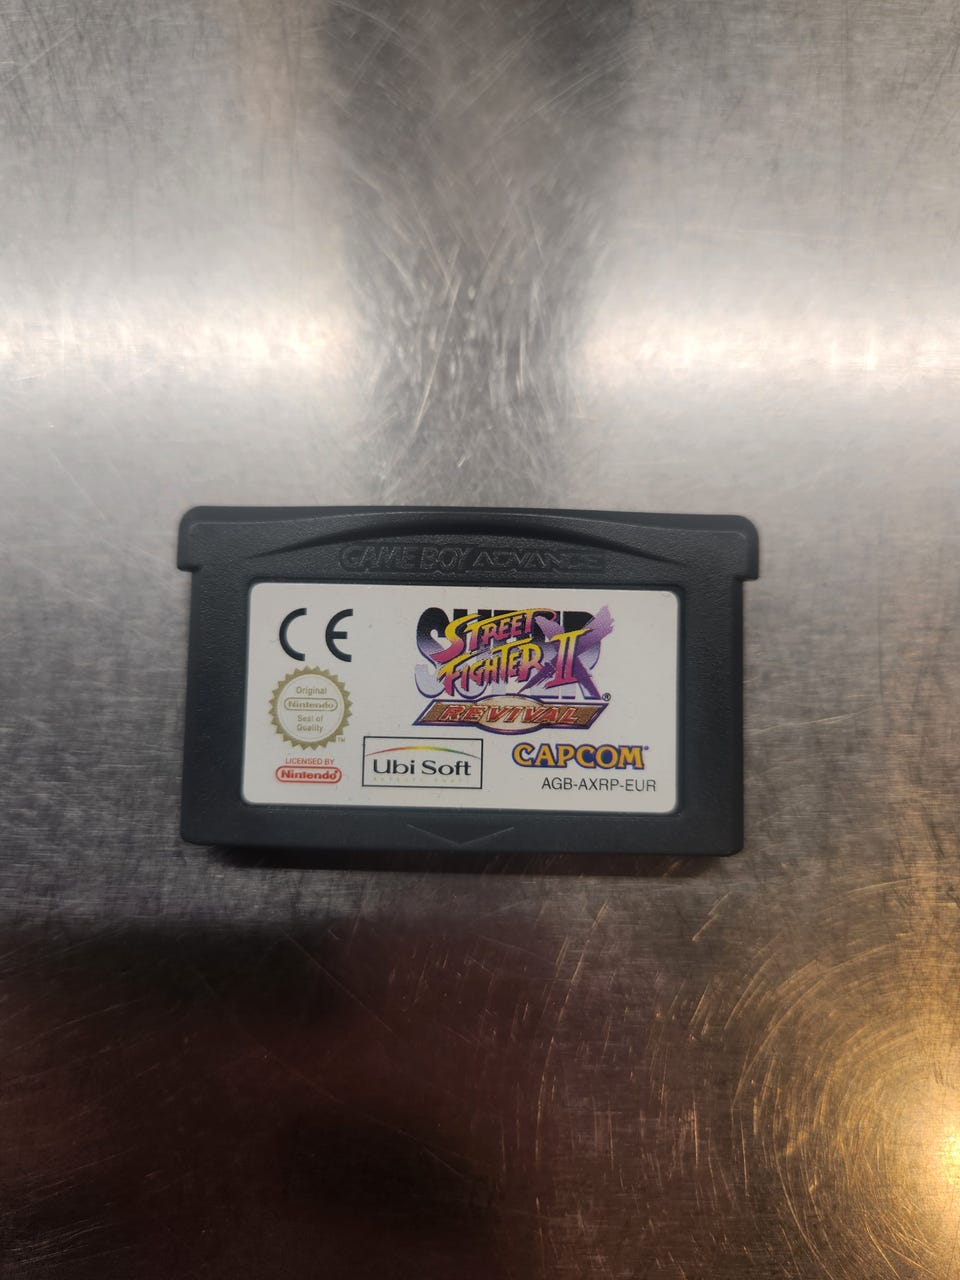 GAME BOY ADVANCE
CE
SUPER
STREET
FIGHTER II X
REVIVAL
®
Original
Nintendo
Seal of
Quality
TM
LICENSED BY
Nintendo®
Ubi Soft
CAPCOM®
AGB-AXRP-EUR